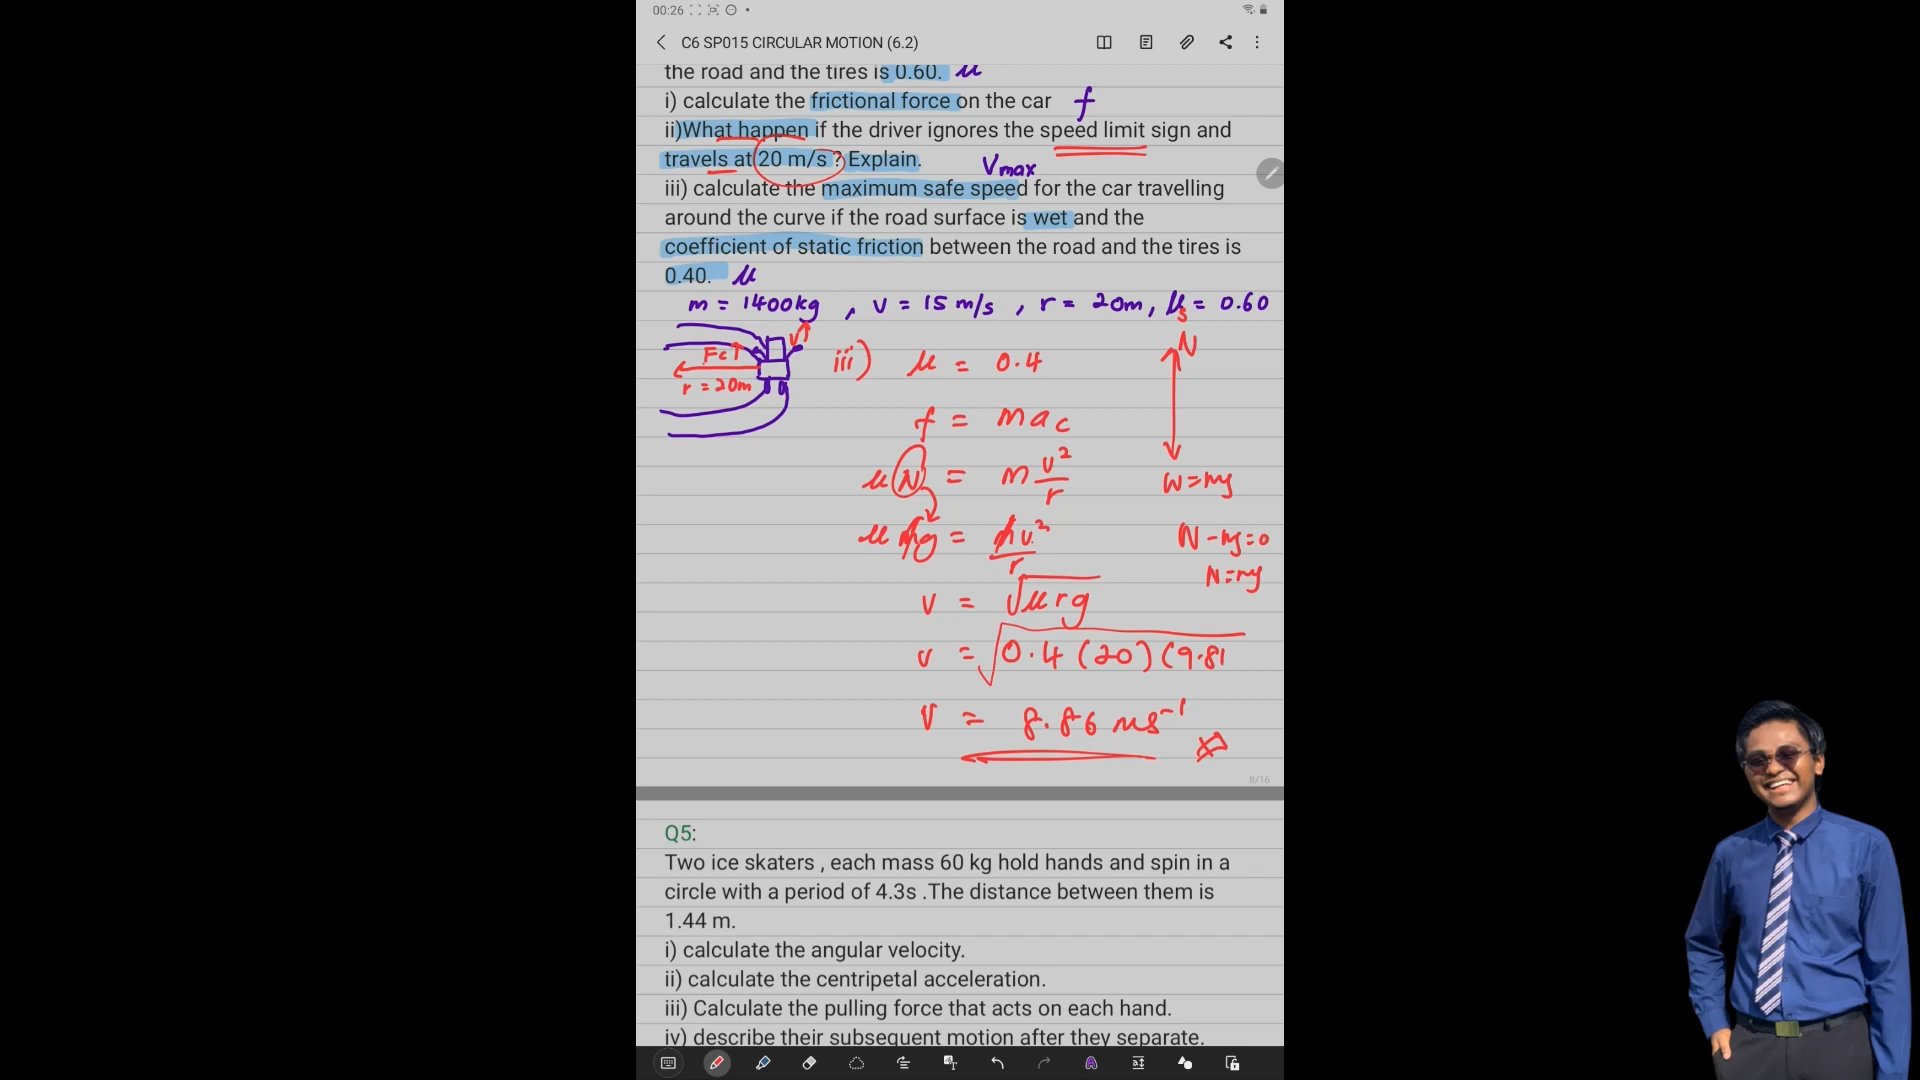 00:26
C6 SP015 CIRCULAR MOTION (6.2)
the road and the tires is 0.60. μ
i) calculate the frictional force on the car f
ii)What happen if the driver ignores the speed limit sign and
travels at 20 m/s ? Explain. Vmax
iii) calculate the maximum safe speed for the car travelling
around the curve if the road surface is wet and the
coefficient of static friction between the road and the tires is
0.40. μ
m = 1400kg , v = 15 m/s , r = 20m, μs = 0.60
Fc
r = 20m
v
iii) μ = 0.4
N
f = mac
μN = m v²/r
W=mg
μmg = mv²/r
N-mg=0
N=mg
v = √μrg
v = √0.4 (20) (9.81
v = 8.86 ms⁻¹
8/16
Q5:
Two ice skaters , each mass 60 kg hold hands and spin in a
circle with a period of 4.3s .The distance between them is
1.44 m.
i) calculate the angular velocity.
ii) calculate the centripetal acceleration.
iii) Calculate the pulling force that acts on each hand.
iv) describe their subsequent motion after they separate.